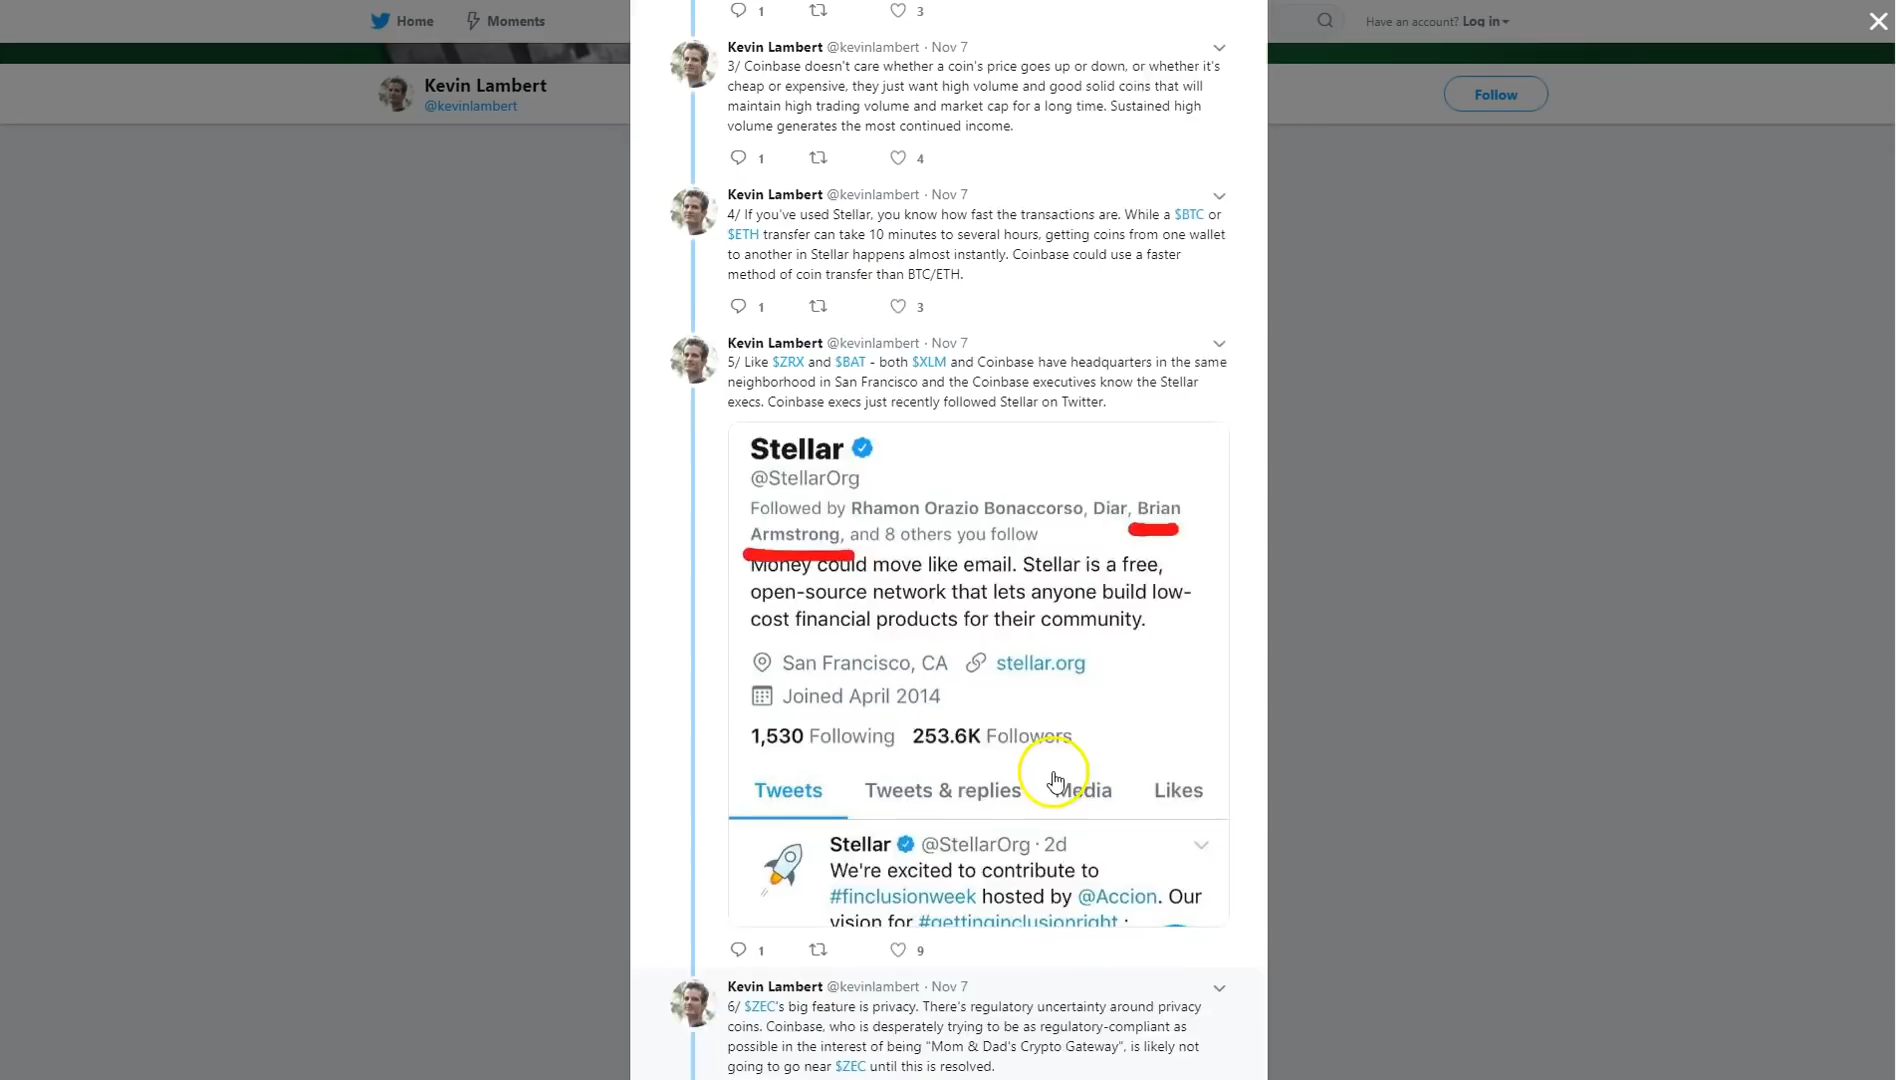 Home
Moments
Have an account? Log in
Kevin Lambert
@kevinlambert
Follow
1
3
Kevin Lambert @kevinlambert · Nov 7
3/ Coinbase doesn't care whether a coin's price goes up or down, or whether it's
cheap or expensive, they just want high volume and good solid coins that will
maintain high trading volume and market cap for a long time. Sustained high
volume generates the most continued income.
1
4
Kevin Lambert @kevinlambert · Nov 7
4/ If you've used Stellar, you know how fast the transactions are. While a $BTC or
$ETH transfer can take 10 minutes to several hours, getting coins from one wallet
to another in Stellar happens almost instantly. Coinbase could use a faster
method of coin transfer than BTC/ETH.
1
3
Kevin Lambert @kevinlambert · Nov 7
5/ Like $ZRX and $BAT - both $XLM and Coinbase have headquarters in the same
neighborhood in San Francisco and the Coinbase executives know the Stellar
execs. Coinbase execs just recently followed Stellar on Twitter.
Stellar
@StellarOrg
Followed by Rhamon Orazio Bonaccorso, Diar, Brian
Armstrong, and 8 others you follow
Money could move like email. Stellar is a free,
open-source network that lets anyone build low-
cost financial products for their community.
San Francisco, CA stellar.org
Joined April 2014
1,530 Following 253.6K Followers
Tweets Tweets & replies Media Likes
Stellar @StellarOrg · 2d
We're excited to contribute to
#finclusionweek hosted by @Accion. Our
vision for #gettinginclusionright :
1
9
Kevin Lambert @kevinlambert · Nov 7
6/ $ZEC's big feature is privacy. There's regulatory uncertainty around privacy
coins. Coinbase, who is desperately trying to be as regulatory-compliant as
possible in the interest of being "Mom & Dad's Crypto Gateway", is likely not
going to go near $ZEC until this is resolved.